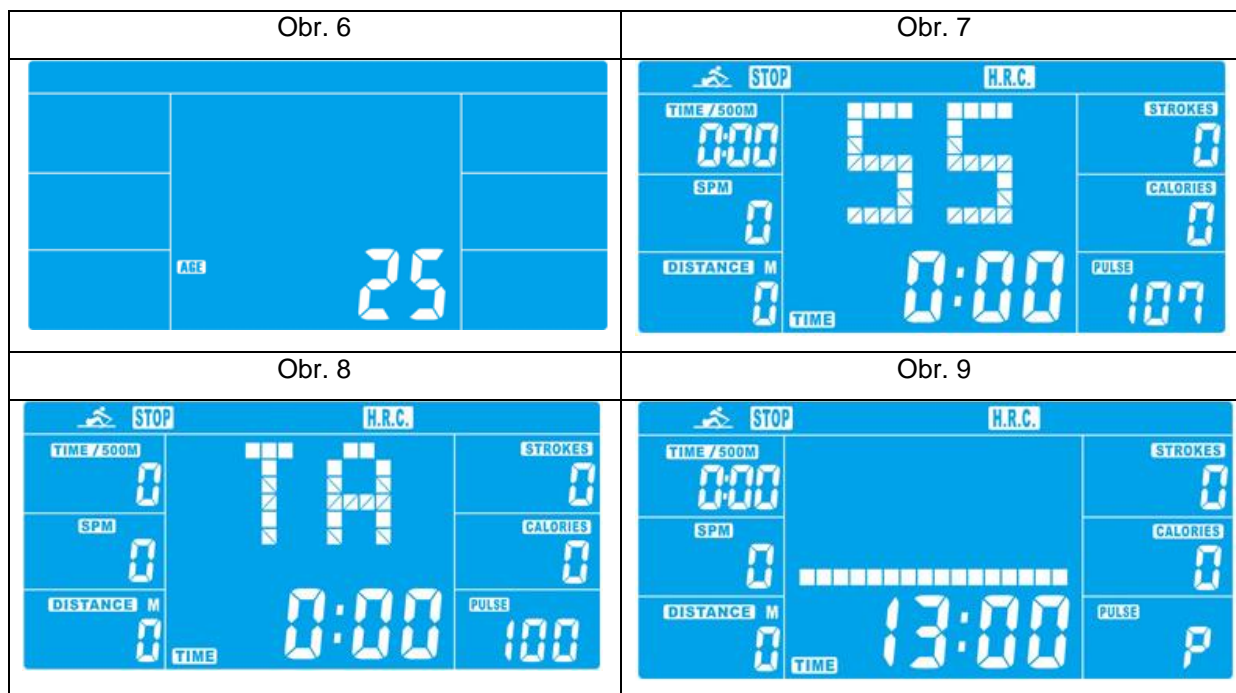 Obr. 6
Obr. 7
AGE 25
STOP H.R.C.
TIME / 500M
0:00
55
STROKES
0
SPM
0
CALORIES
0
DISTANCE M
0
TIME 0:00
PULSE
107
Obr. 8
Obr. 9
STOP H.R.C.
TIME / 500M
0
TA
STROKES
0
SPM
0
CALORIES
0
DISTANCE M
0
TIME 0:00
PULSE
100
STOP H.R.C.
TIME / 500M
0:00
STROKES
0
SPM
0
CALORIES
0
DISTANCE M
0
TIME 13:00
PULSE
P